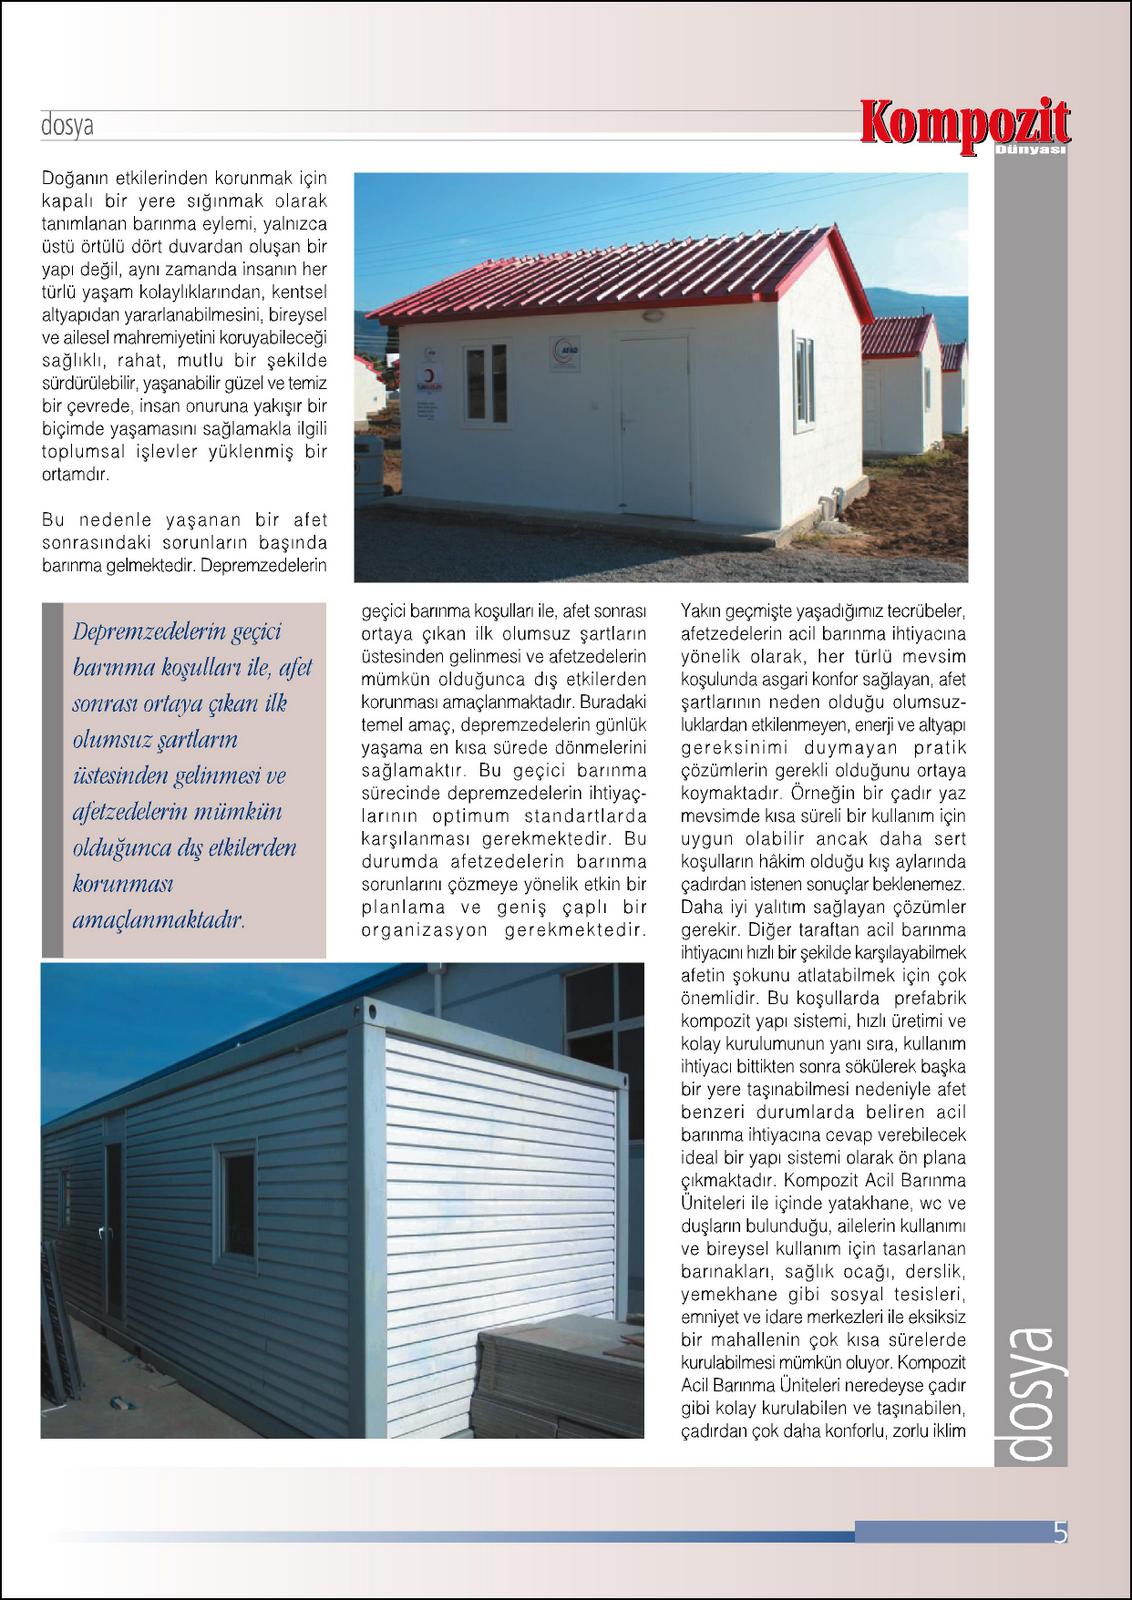 dosya
Kompozit
Dünyası
Doğanın etkilerinden korunmak için
kapalı bir yere sığınmak olarak
tanımlanan barınma eylemi, yalnızca
üstü örtülü dört duvardan oluşan bir
yapı değil, aynı zamanda insanın her
türlü yaşam kolaylıklarından, kentsel
altyapıdan yararlanabilmesini, bireysel
ve ailesel mahremiyetini koruyabileceği
sağlıklı, rahat, mutlu bir şekilde
sürdürülebilir, yaşanabilir güzel ve temiz
bir çevrede, insan onuruna yakışır bir
biçimde yaşamasını sağlamakla ilgili
toplumsal işlevler yüklenmiş bir
ortamdır.
Bu nedenle yaşanan bir afet
sonrasındaki sorunların başında
barınma gelmektedir. Depremzedelerin
AFAD
Depremzedelerin geçici
barınma koşulları ile, afet
sonrası ortaya çıkan ilk
olumsuz şartların
üstesinden gelinmesi ve
afetzedelerin mümkün
olduğunca dış etkilerden
korunması
amaçlanmaktadır.
geçici barınma koşulları ile, afet sonrası
ortaya çıkan ilk olumsuz şartların
üstesinden gelinmesi ve afetzedelerin
mümkün olduğunca dış etkilerden
korunması amaçlanmaktadır. Buradaki
temel amaç, depremzedelerin günlük
yaşama en kısa sürede dönmelerini
sağlamaktır. Bu geçici barınma
sürecinde depremzedelerin ihtiyaç-
larının optimum standartlarda
karşılanması gerekmektedir. Bu
durumda afetzedelerin barınma
sorunlarını çözmeye yönelik etkin bir
planlama ve geniş çaplı bir
organizasyon gerekmektedir.
Yakın geçmişte yaşadığımız tecrübeler,
afetzedelerin acil barınma ihtiyacına
yönelik olarak, her türlü mevsim
koşulunda asgari konfor sağlayan, afet
şartlarının neden olduğu olumsuz-
luklardan etkilenmeyen, enerji ve altyapı
gereksinimi duymayan pratik
çözümlerin gerekli olduğunu ortaya
koymaktadır. Örneğin bir çadır yaz
mevsimde kısa süreli bir kullanım için
uygun olabilir ancak daha sert
koşulların hâkim olduğu kış aylarında
çadırdan istenen sonuçlar beklenemez.
Daha iyi yalıtım sağlayan çözümler
gerekir. Diğer taraftan acil barınma
ihtiyacını hızlı bir şekilde karşılayabilmek
afetin şokunu atlatabilmek için çok
önemlidir. Bu koşullarda prefabrik
kompozit yapı sistemi, hızlı üretimi ve
kolay kurulumunun yanı sıra, kullanım
ihtiyacı bittikten sonra sökülerek başka
bir yere taşınabilmesi nedeniyle afet
benzeri durumlarda beliren acil
barınma ihtiyacına cevap verebilecek
ideal bir yapı sistemi olarak ön plana
çıkmaktadır. Kompozit Acil Barınma
Üniteleri ile içinde yatakhane, wc ve
duşların bulunduğu, ailelerin kullanımı
ve bireysel kullanım için tasarlanan
barınakları, sağlık ocağı, derslik,
yemekhane gibi sosyal tesisleri,
emniyet ve idare merkezleri ile eksiksiz
bir mahallenin çok kısa sürelerde
kurulabilmesi mümkün oluyor. Kompozit
Acil Barınma Üniteleri neredeyse çadır
gibi kolay kurulabilen ve taşınabilen,
çadırdan çok daha konforlu, zorlu iklim
dosya
5